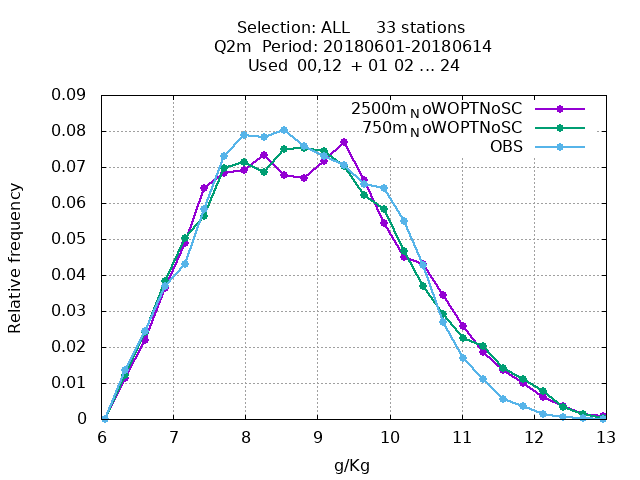 Selection: ALL     33 stations
Q2m  Period: 20180601-20180614
Used  00,12  + 01 02 ... 24
0.09
0.08
0.07
0.06
0.05
0.04
0.03
0.02
0.01
0
2500m_NoWOPTNoSC
750m_NoWOPTNoSC
OBS
Relative frequency
6 7 8 9 10 11 12 13
g/Kg